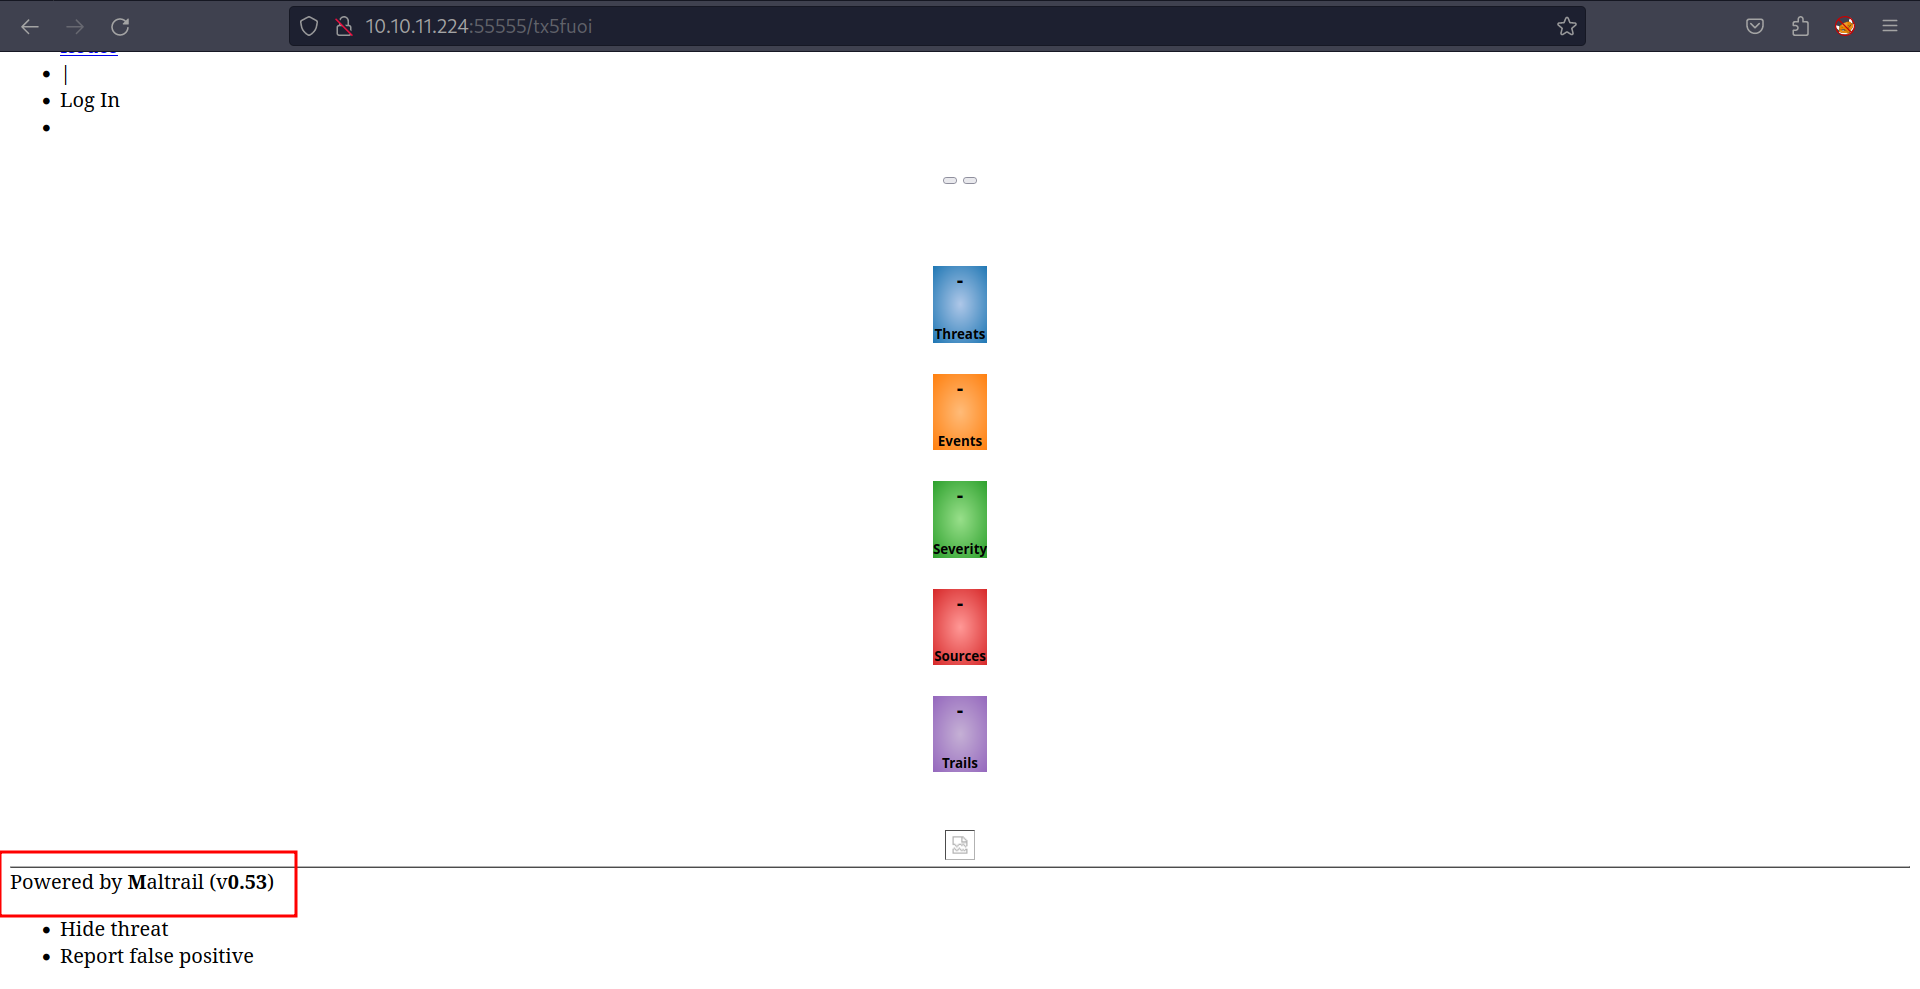 10.10.11.224:55555/tx5fuoi
|
Log In
-
Threats
-
Events
-
Severity
-
Sources
-
Trails
Powered by Maltrail (v0.53)
Hide threat
Report false positive